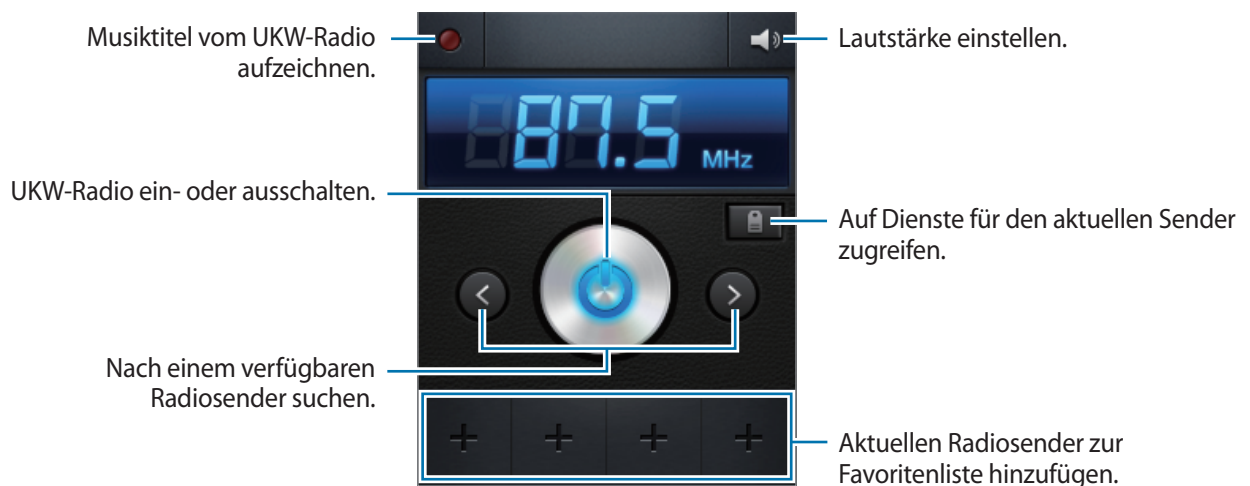 Musiktitel vom UKW-Radio
aufzeichnen.
Lautstärke einstellen.
87.5 MHz
UKW-Radio ein- oder ausschalten.
Auf Dienste für den aktuellen Sender
zugreifen.
Nach einem verfügbaren
Radiosender suchen.
Aktuellen Radiosender zur
Favoritenliste hinzufügen.